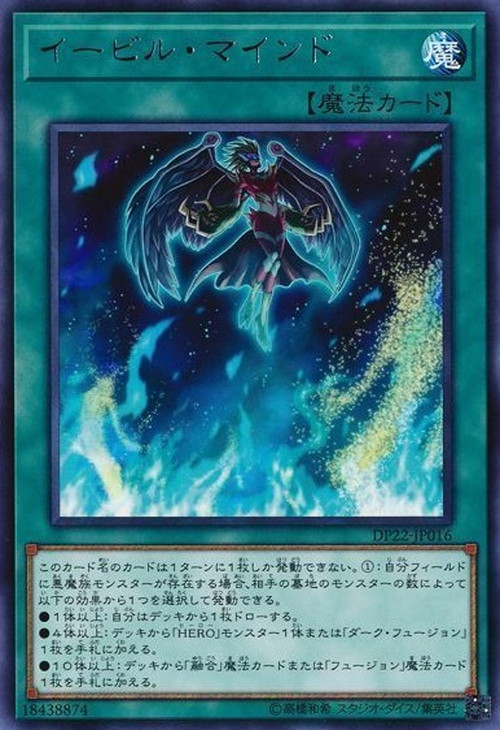 イービル・マインド
魔
【魔法カード】
DP22-JP016
このカード名のカードは1ターンに1枚しか発動できない。①:自分フィールド
に悪魔族モンスターが存在する場合、相手の墓地のモンスターの数によって
以下の効果から1つを選択して発動できる。
●1体以上:自分はデッキから1枚ドローする。
●4体以上:デッキから「HERO」モンスター1体または「ダーク・フュージョン」
1枚を手札に加える。
●10体以上:デッキから「融合」魔法カードまたは「フュージョン」魔法カード
1枚を手札に加える。
18438874
©高橋和希 スタジオ・ダイス/集英社